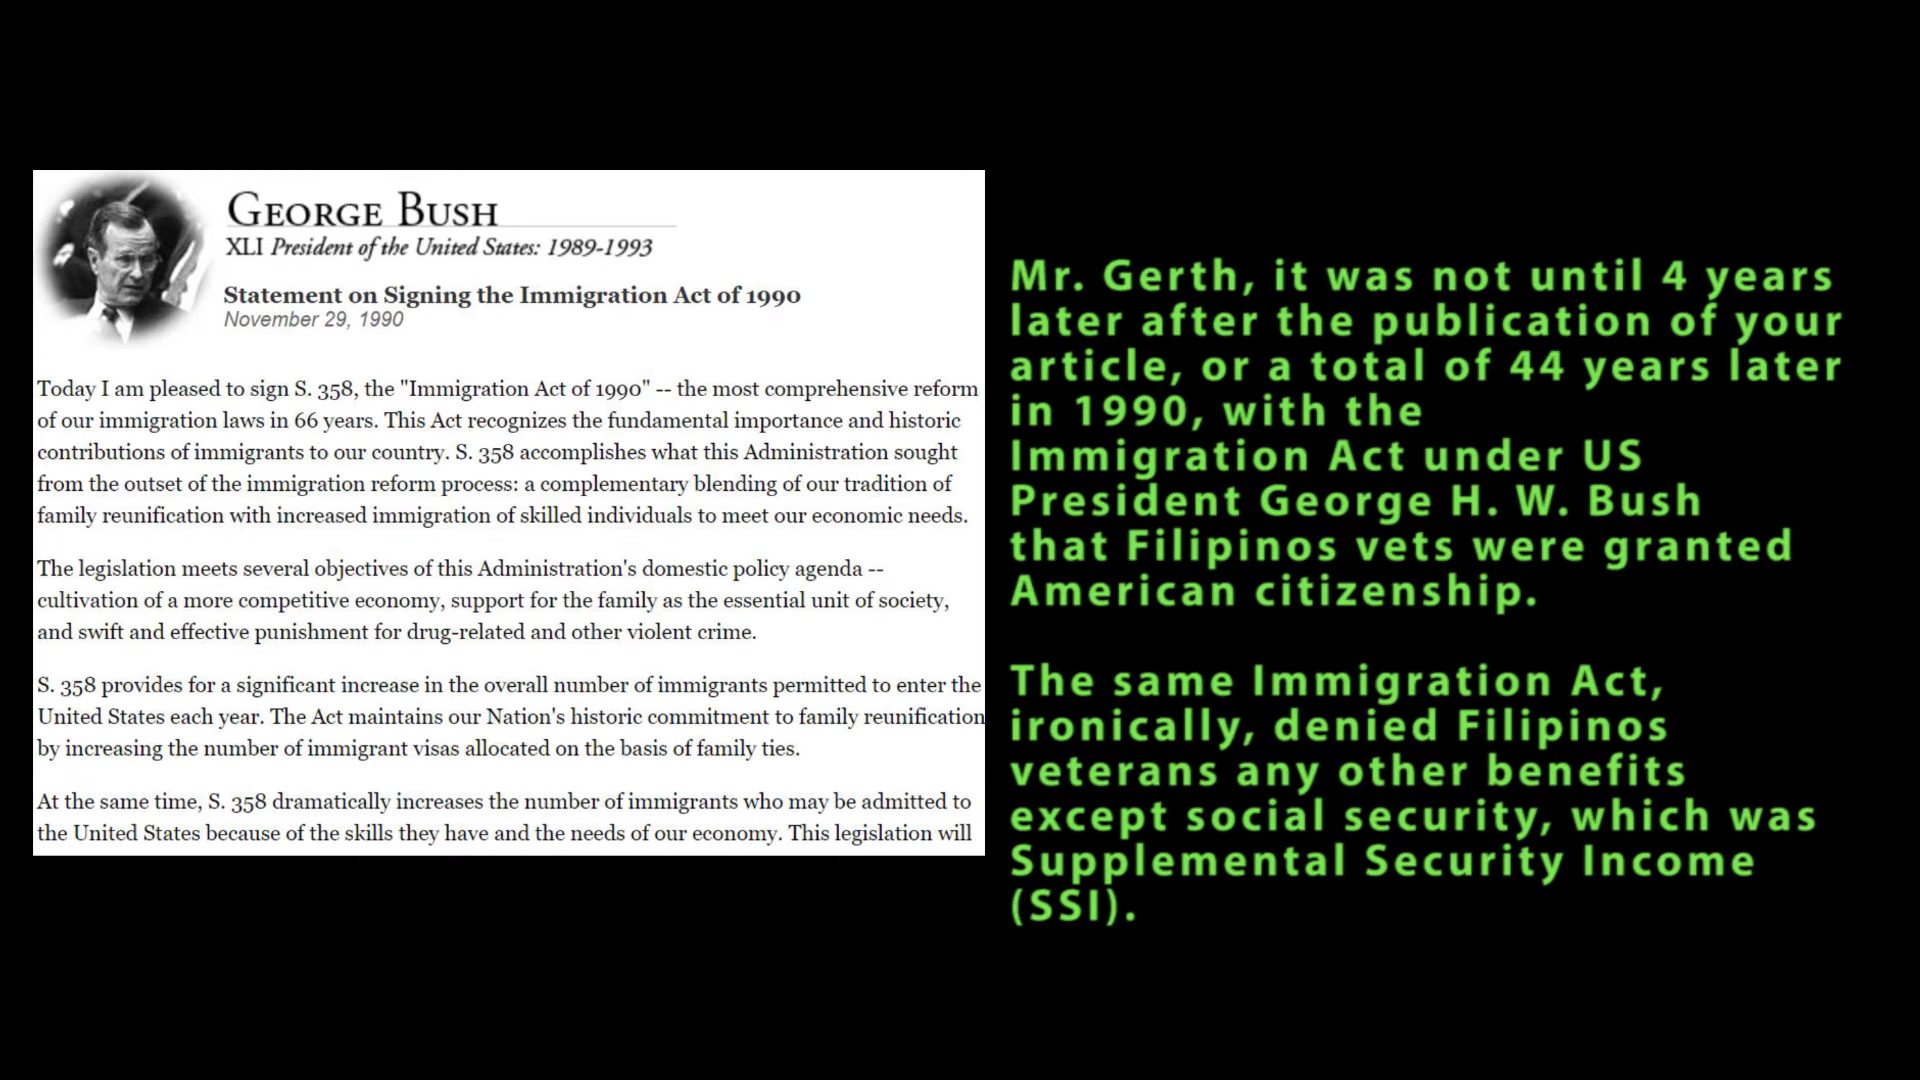 GEORGE BUSH
XLI President of the United States: 1989-1993
Statement on Signing the Immigration Act of 1990
November 29, 1990
Today I am pleased to sign S. 358, the "Immigration Act of 1990" -- the most comprehensive reform
of our immigration laws in 66 years. This Act recognizes the fundamental importance and historic
contributions of immigrants to our country. S. 358 accomplishes what this Administration sought
from the outset of the immigration reform process: a complementary blending of our tradition of
family reunification with increased immigration of skilled individuals to meet our economic needs.
The legislation meets several objectives of this Administration's domestic policy agenda --
cultivation of a more competitive economy, support for the family as the essential unit of society,
and swift and effective punishment for drug-related and other violent crime.
S. 358 provides for a significant increase in the overall number of immigrants permitted to enter the
United States each year. The Act maintains our Nation's historic commitment to family reunification
by increasing the number of immigrant visas allocated on the basis of family ties.
At the same time, S. 358 dramatically increases the number of immigrants who may be admitted to
the United States because of the skills they have and the needs of our economy. This legislation will
Mr. Gerth, it was not until 4 years
later after the publication of your
article, or a total of 44 years later
in 1990, with the
Immigration Act under US
President George H. W. Bush
that Filipinos vets were granted
American citizenship.
The same Immigration Act,
ironically, denied Filipinos
veterans any other benefits
except social security, which was
Supplemental Security Income
(SSI).